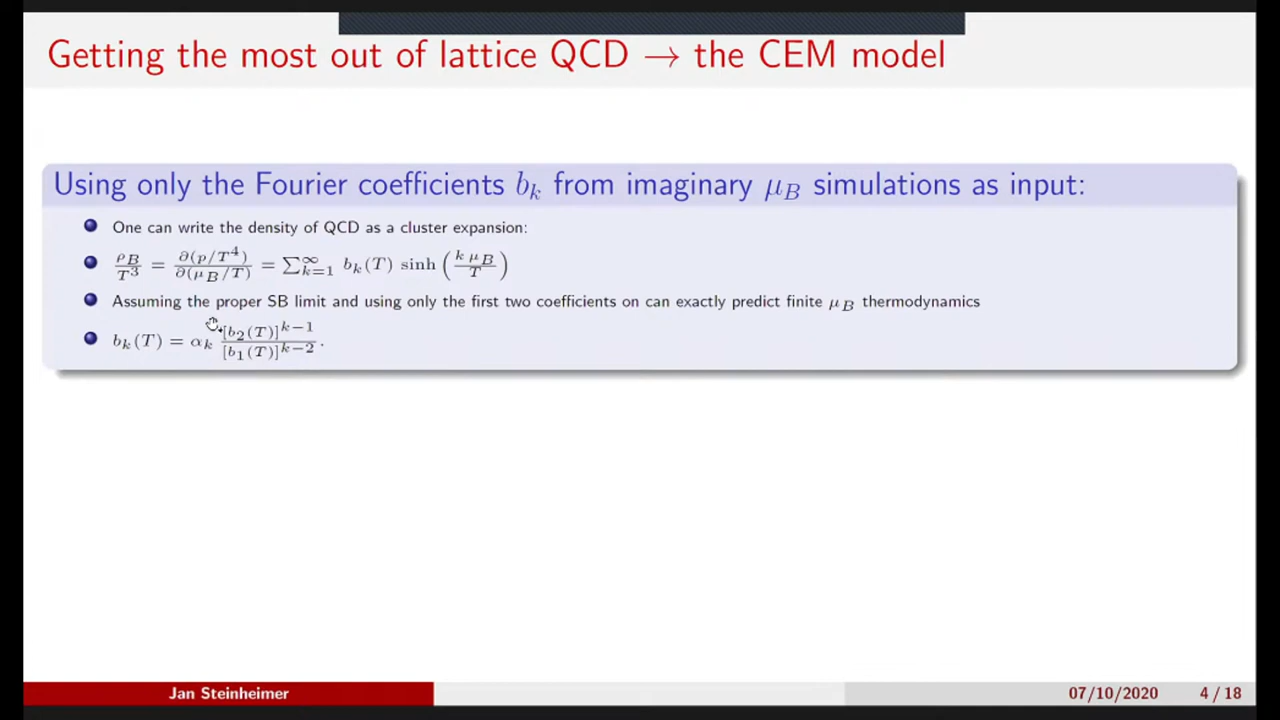 Getting the most out of lattice QCD → the CEM model
Using only the Fourier coefficients b_k from imaginary μ_B simulations as input:
One can write the density of QCD as a cluster expansion:
ρ_B/T³ = ∂(p/T⁴)/∂(μ_B/T) = ∑_{k=1}^{∞} b_k(T) sinh (k μ_B/T)
Assuming the proper SB limit and using only the first two coefficients on can exactly predict finite μ_B thermodynamics
b_k(T) = α_k [b_2(T)]^{k−1}/[b_1(T)]^{k−2} .
Jan Steinheimer 07/10/2020 4 / 18